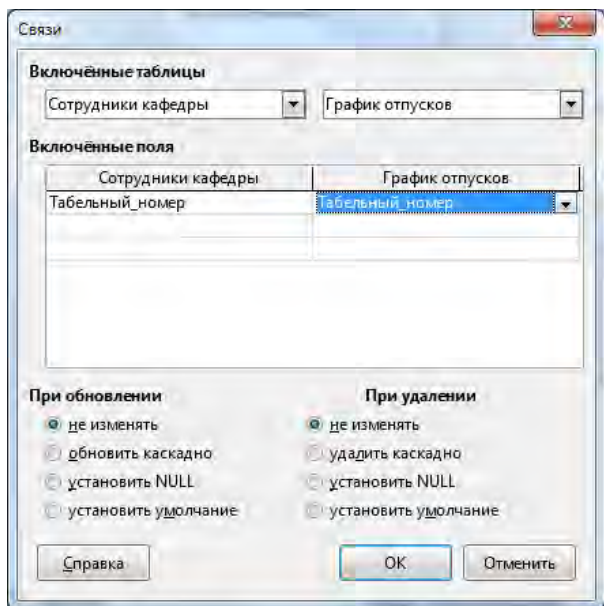 Связи
Включённые таблицы
Сотрудники кафедры График отпусков
Включённые поля
Сотрудники кафедры График отпусков
Табельный_номер Табельный_номер
При обновлении При удалении
не изменять не изменять
обновить каскадно удалить каскадно
установить NULL установить NULL
установить умолчание установить умолчание
Справка ОК Отменить